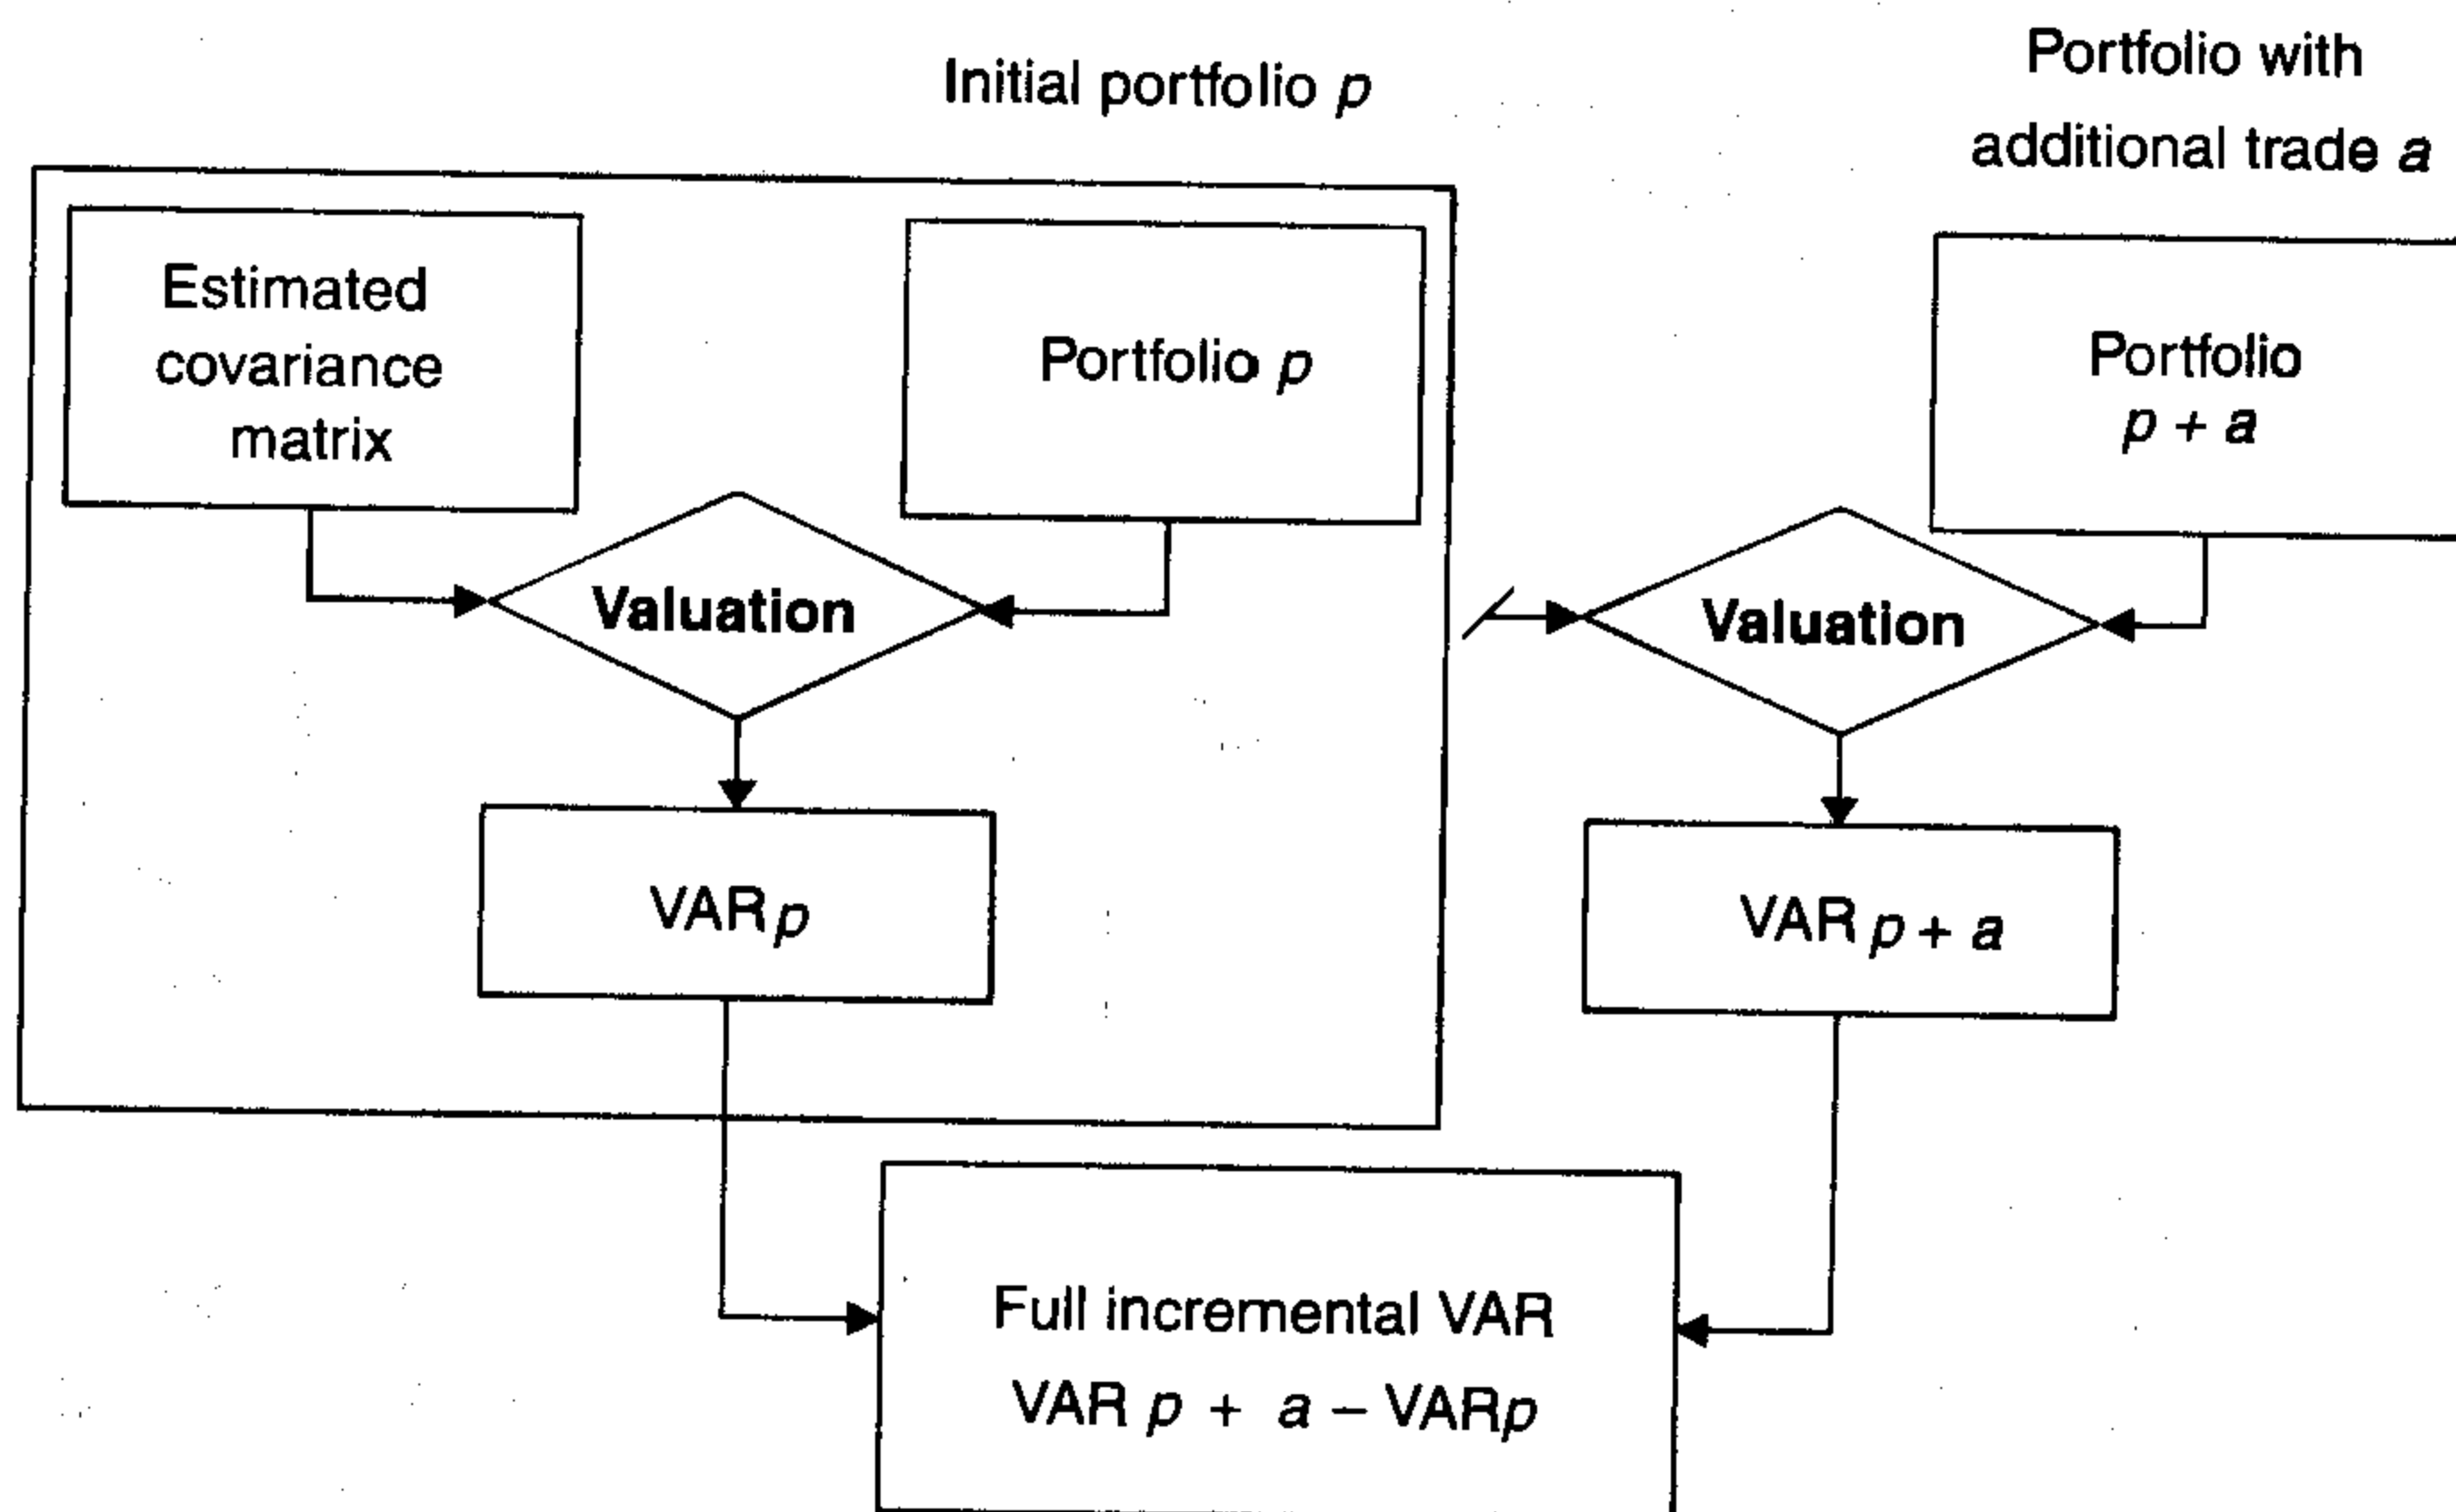 Initial portfolio p
Portfolio with
additional trade a
Estimated
covariance
matrix
Portfolio p
Portfolio
p + a
Valuation
Valuation
VARp
VAR p + a
Full incremental VAR
VAR p + a – VARp